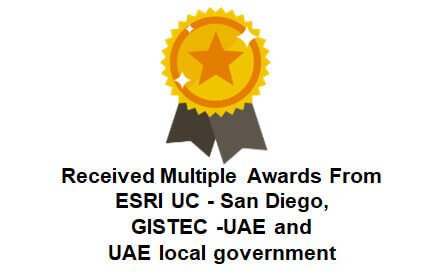 Received Multiple Awards From
ESRI UC - San Diego,
GISTEC -UAE and
UAE local government